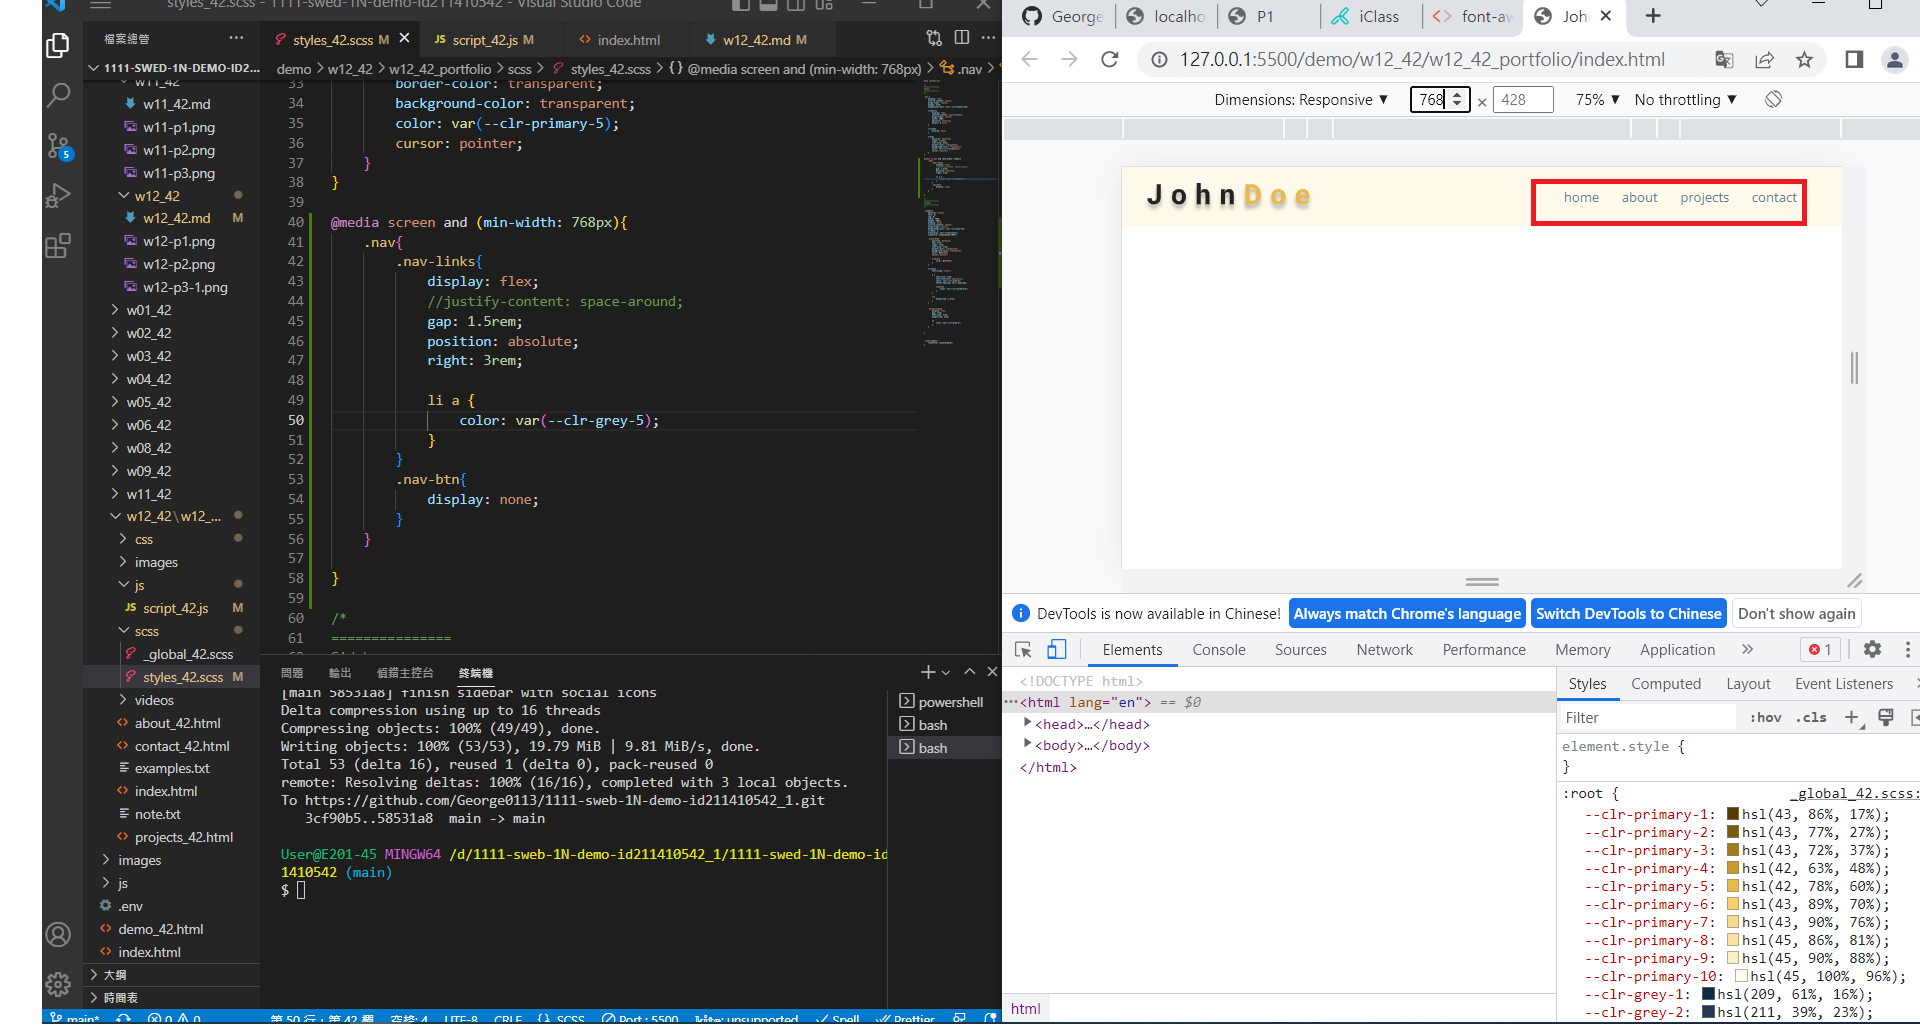 styles_42.scss - 1111-swed-1N-demo-id211410542 - Visual Studio Code
檔案總管
1111-SWED-1N-DEMO-ID2...
w11_42
w11_42.md
w11-p1.png
w11-p2.png
w11-p3.png
w12_42
w12_42.md M
w12-p1.png
w12-p2.png
w12-p3-1.png
w01_42
w02_42
w03_42
w04_42
w05_42
w06_42
w08_42
w09_42
w11_42
w12_42\w12_...
css
images
js
script_42.js M
scss
_global_42.scss
styles_42.scss M
videos
about_42.html
contact_42.html
examples.txt
index.html
note.txt
projects_42.html
images
js
.env
demo_42.html
index.html
大綱
時間表
5
styles_42.scss M
script_42.js M
index.html
w12_42.md M
demo > w12_42 > w12_42_portfolio > scss > styles_42.scss > {} @media screen and (min-width: 768px) > .nav >
33 border-color: transparent;
34 background-color: transparent;
35 color: var(--clr-primary-5);
36 cursor: pointer;
37 }
38 }
39
40 @media screen and (min-width: 768px){
41 .nav{
42 .nav-links{
43 display: flex;
44 //justify-content: space-around;
45 gap: 1.5rem;
46 position: absolute;
47 right: 3rem;
48
49 li a {
50 color: var(--clr-grey-5);
51 }
52 }
53 .nav-btn{
54 display: none;
55 }
56 }
57
58 }
59
60 /*
61 ===============
問題 輸出 偵錯主控台 終端機
[main 58531a8] finish sidebar with social icons
Delta compression using up to 16 threads
Compressing objects: 100% (49/49), done.
Writing objects: 100% (53/53), 19.79 MiB | 9.81 MiB/s, done.
Total 53 (delta 16), reused 1 (delta 0), pack-reused 0
remote: Resolving deltas: 100% (16/16), completed with 3 local objects.
To https://github.com/George0113/1111-sweb-1N-demo-id211410542_1.git
3cf90b5..58531a8 main -> main
User@E201-45 MINGW64 /d/1111-sweb-1N-demo-id211410542_1/1111-swed-1N-demo-id
1410542 (main)
$
powershell
bash
bash
main* 0 0 第 50 行，第 42 欄 空格: 4 UTF-8 CRLF {} SCSS Port : 5500 kite: unsupported Spell Prettier
George
localho
P1
iClass
font-aw
John
127.0.0.1:5500/demo/w12_42/w12_42_portfolio/index.html
Dimensions: Responsive ▼ 768 × 428 75% ▼ No throttling ▼
JohnDoe
home about projects contact
DevTools is now available in Chinese! Always match Chrome's language Switch DevTools to Chinese Don't show again
Elements Console Sources Network Performance Memory Application » 1
<!DOCTYPE html>
<html lang="en"> == $0
<head>…</head>
<body>…</body>
</html>
html
Styles Computed Layout Event Listeners
Filter :hov .cls
element.style {
}
:root { _global_42.scss:
--clr-primary-1: hsl(43, 86%, 17%);
--clr-primary-2: hsl(43, 77%, 27%);
--clr-primary-3: hsl(43, 72%, 37%);
--clr-primary-4: hsl(42, 63%, 48%);
--clr-primary-5: hsl(42, 78%, 60%);
--clr-primary-6: hsl(43, 89%, 70%);
--clr-primary-7: hsl(43, 90%, 76%);
--clr-primary-8: hsl(45, 86%, 81%);
--clr-primary-9: hsl(45, 90%, 88%);
--clr-primary-10: hsl(45, 100%, 96%);
--clr-grey-1: hsl(209, 61%, 16%);
--clr-grey-2: hsl(211, 39%, 23%);